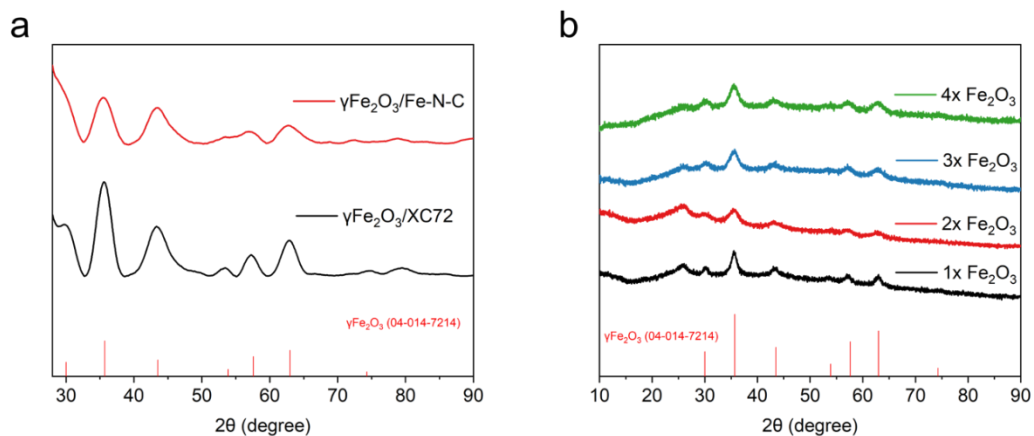 a
γFe₂O₃/Fe-N-C
γFe₂O₃/XC72
γFe₂O₃ (04-014-7214)
30 40 50 60 70 80 90
2θ (degree)
b
4x Fe₂O₃
3x Fe₂O₃
2x Fe₂O₃
1x Fe₂O₃
γFe₂O₃ (04-014-7214)
10 20 30 40 50 60 70 80 90
2θ (degree)